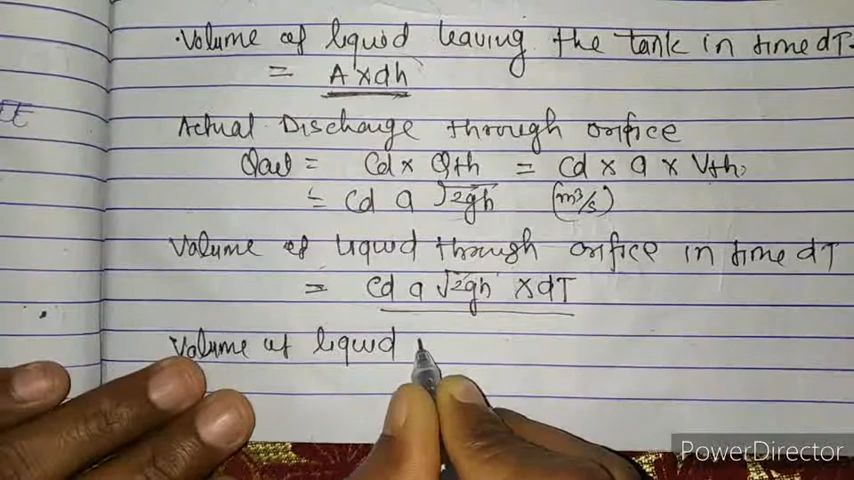 Volume of liquid leaving the tank in time dT.
= A x dh
Actual Discharge through orifice
Qact = Cd x Qth = Cd x a x Vth.
= Cd a √2gh (m³/s)
Volume of liquid through orifice in time dT
= Cd a √2gh x dT
Volume of liquid
PowerDirector